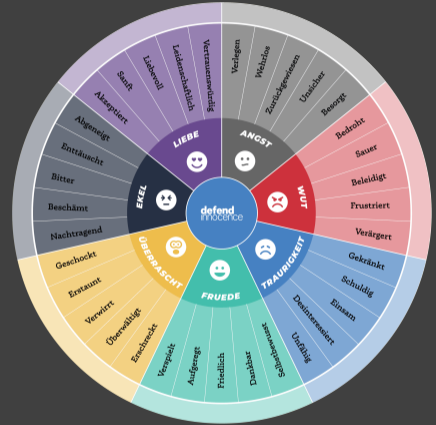 defend
innocence
ANGST
Verlegen
Wehrlos
Zurückgewiesen
Unsicher
Besorgt
WUT
Bedroht
Sauer
Beleidigt
Frustriert
Verärgert
TRAURIGKEIT
Gekränkt
Schuldig
Einsam
Desinteressiert
Unfähig
FRUEDE
Selbstbewusst
Dankbar
Friedlich
Aufgeregt
Verspielt
ÜBERRASCHT
Erschreckt
Überwältigt
Verwirrt
Erstaunt
Geschockt
EKEL
Nachtragend
Beschämt
Bitter
Enttäuscht
Abgeneigt
LIEBE
Akzeptiert
Sanft
Liebevoll
Leidenschaftlich
Vertrauenswürdig